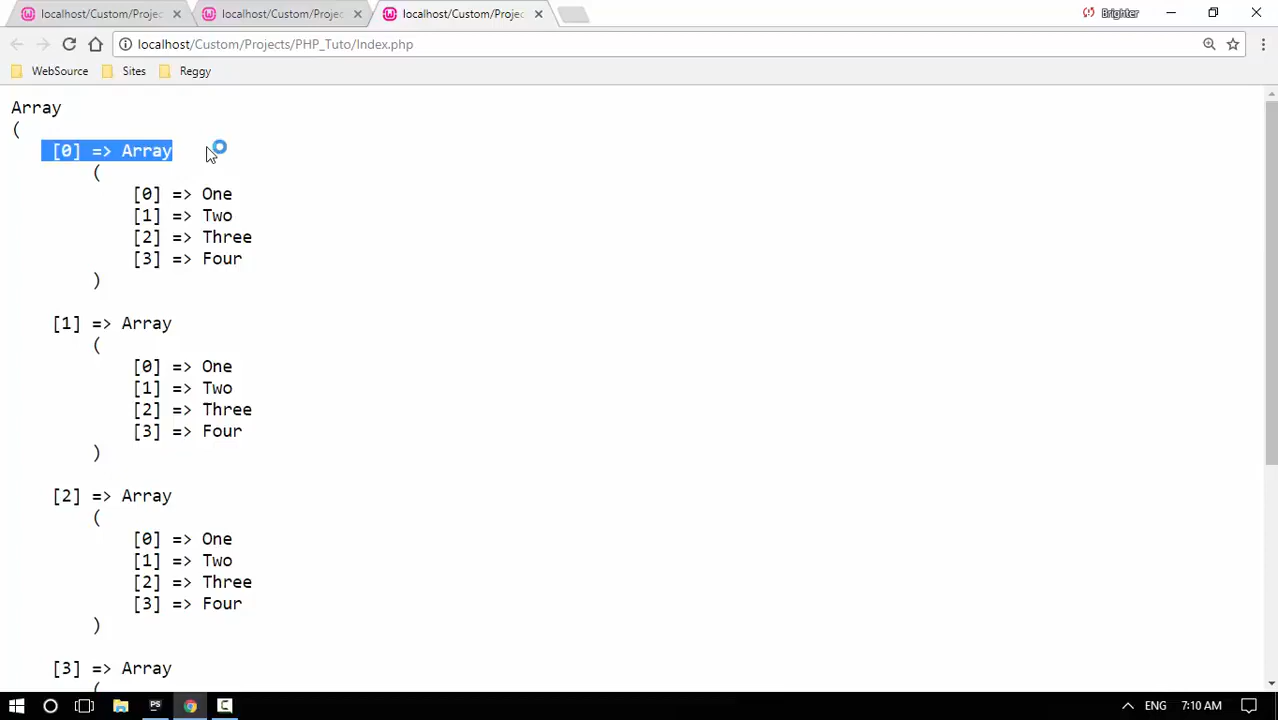 localhost/Custom/Projec
localhost/Custom/Projec
localhost/Custom/Projec
Brighter
localhost/Custom/Projects/PHP_Tuto/Index.php
WebSource
Sites
Reggy
Array
(
[0] => Array
(
[0] => One
[1] => Two
[2] => Three
[3] => Four
)
[1] => Array
(
[0] => One
[1] => Two
[2] => Three
[3] => Four
)
[2] => Array
(
[0] => One
[1] => Two
[2] => Three
[3] => Four
)
[3] => Array
(
PS
ENG
7:10 AM